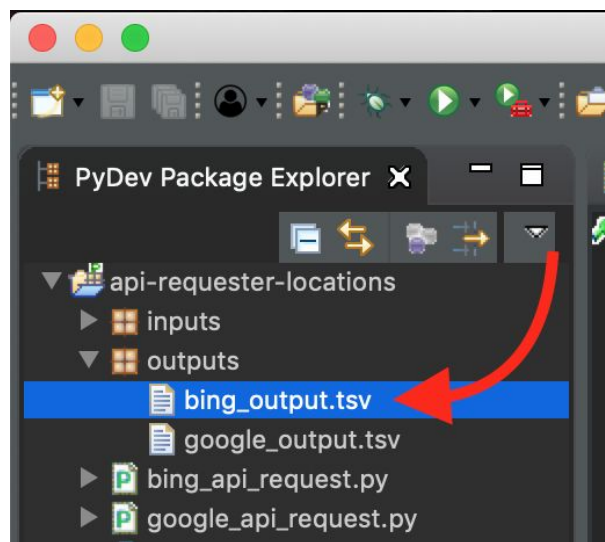 PyDev Package Explorer
api-requester-locations
inputs
outputs
bing_output.tsv
google_output.tsv
bing_api_request.py
google_api_request.py